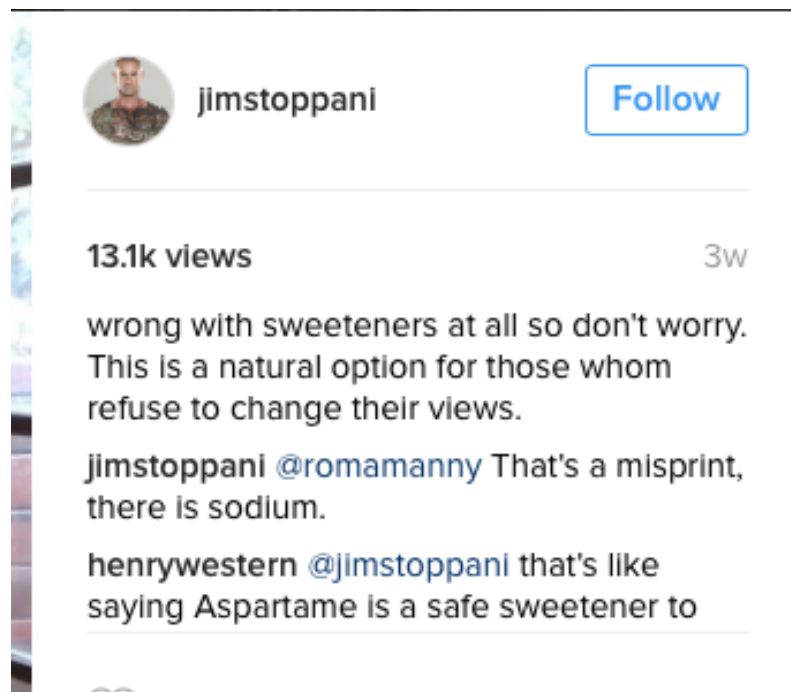 jimstoppani
Follow
13.1k views
3w
wrong with sweeteners at all so don't worry.
This is a natural option for those whom
refuse to change their views.
jimstoppani @romamanny That's a misprint,
there is sodium.
henrywestern @jimstoppani that's like
saying Aspartame is a safe sweetener to